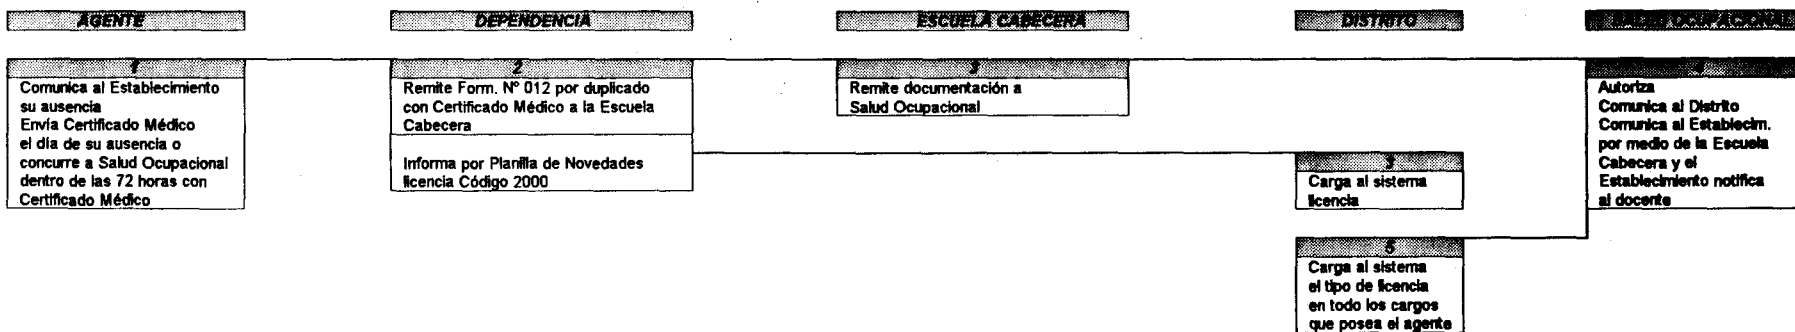 AGENTE
DEPENDENCIA
ESCUELA CABECERA
DISTRITO
SALUD OCUPACIONAL
1
Comunica al Establecimiento
su ausencia
Envía Certificado Médico
el día de su ausencia o
concurre a Salud Ocupacional
dentro de las 72 horas con
Certificado Médico
2
Remite Form. Nº 012 por duplicado
con Certificado Médico a la Escuela
Cabecera
Informa por Planilla de Novedades
licencia Código 2000
3
Remite documentación a
Salud Ocupacional
3
Carga al sistema
licencia
4
Autoriza
Comunica al Distrito
Comunica al Establecim.
por medio de la Escuela
Cabecera y el
Establecimiento notifica
al docente
5
Carga al sistema
el tipo de licencia
en todo los cargos
que posea el agente